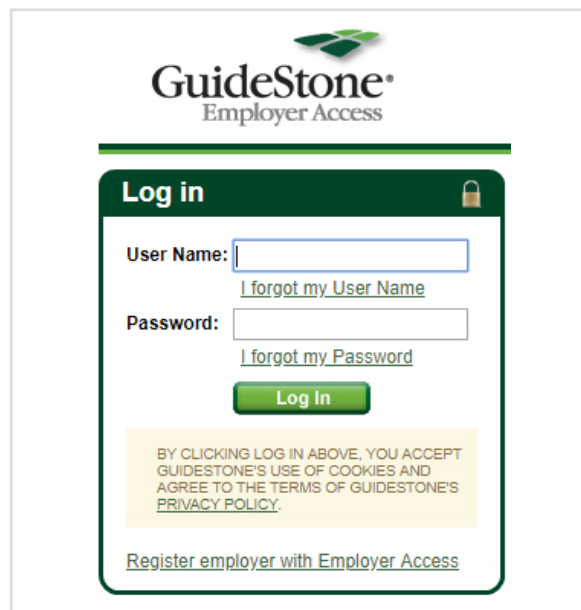 GuideStone®
Employer Access
Log in
User Name:
I forgot my User Name
Password:
I forgot my Password
Log In
BY CLICKING LOG IN ABOVE, YOU ACCEPT
GUIDESTONE'S USE OF COOKIES AND
AGREE TO THE TERMS OF GUIDESTONE'S
PRIVACY POLICY.
Register employer with Employer Access